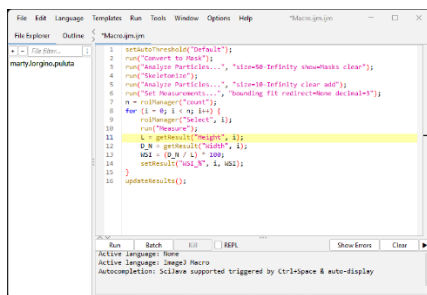 File Edit Language Templates Run Tools Window Options Help *Macro.ijm.ijm
File Explorer Outline *Macro.ijm.ijm
+ - File filter...
marty.lorgino.puluta
1 setAutoThreshold("Default");
2 run("Convert to Mask");
3 run("Analyze Particles...", "size=50-Infinity show=Masks clear");
4 run("Skeletonize");
5 run("Analyze Particles...", "size=10-Infinity clear add");
6 run("Set Measurements...", "bounding fit redirect=None decimal=3");
7 n = roiManager("count");
8 for (i = 0; i < n; i++) {
9 roiManager("Select", i);
10 run("Measure");
11 L = getResult("Height", i);
12 D_N = getResult("Width", i);
13 WSI = (D_N / L) * 100;
14 setResult("WSI_%", i, WSI);
15 }
16 updateResults();
Run Batch Kill REPL Show Errors Clear
Active language: None
Active language: ImageJ Macro
Autocompletion: SciJava supported triggered by Ctrl+Space & auto-display